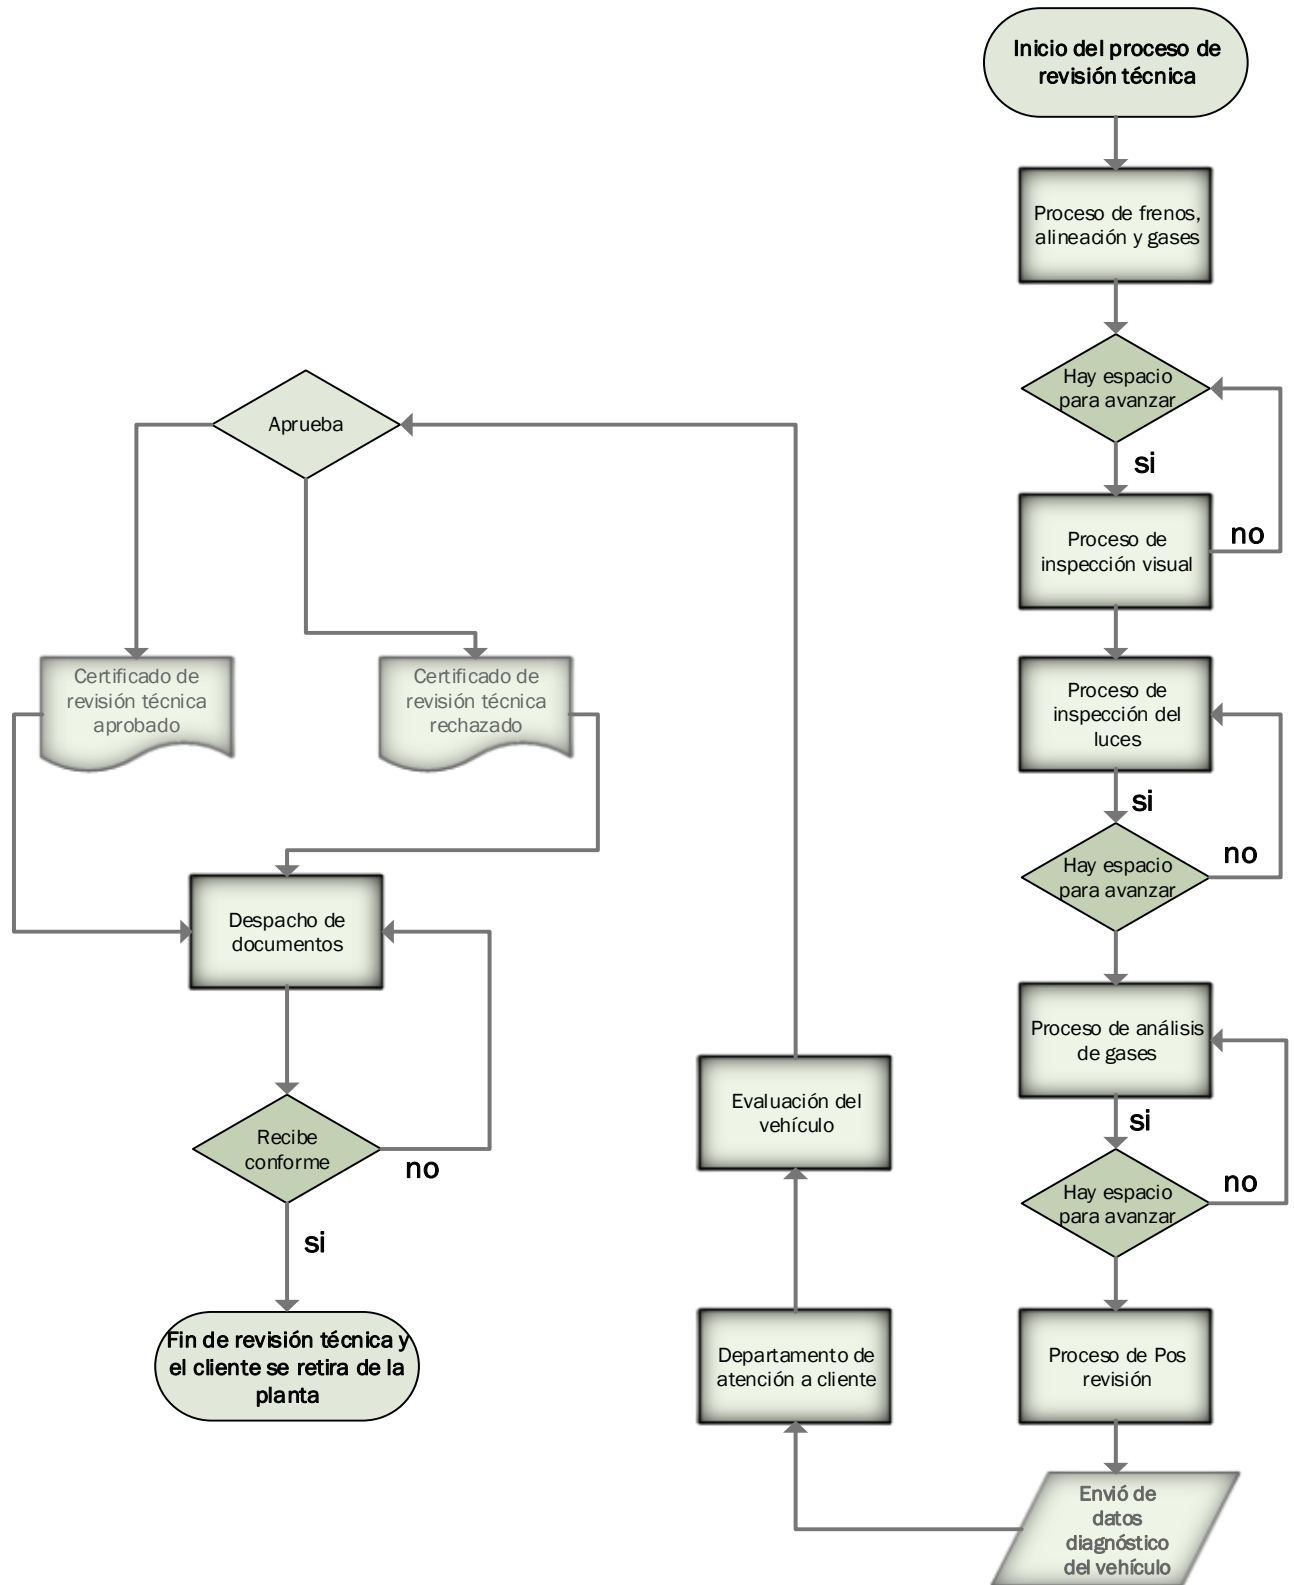 Inicio del proceso de
revisión técnica
Proceso de frenos,
alineación y gases
Hay espacio
para avanzar
si
Proceso de
inspección visual
no
Proceso de
inspección del
luces
si
Hay espacio
para avanzar
no
Proceso de análisis
de gases
si
Hay espacio
para avanzar
no
Proceso de Pos
revisión
Envió de
datos
diagnóstico
del vehículo
Departamento de
atención a cliente
Evaluación del
vehículo
Aprueba
Certificado de
revisión técnica
aprobado
Certificado de
revisión técnica
rechazado
Despacho de
documentos
Recibe
conforme
no
si
Fin de revisión técnica y
el cliente se retira de la
planta